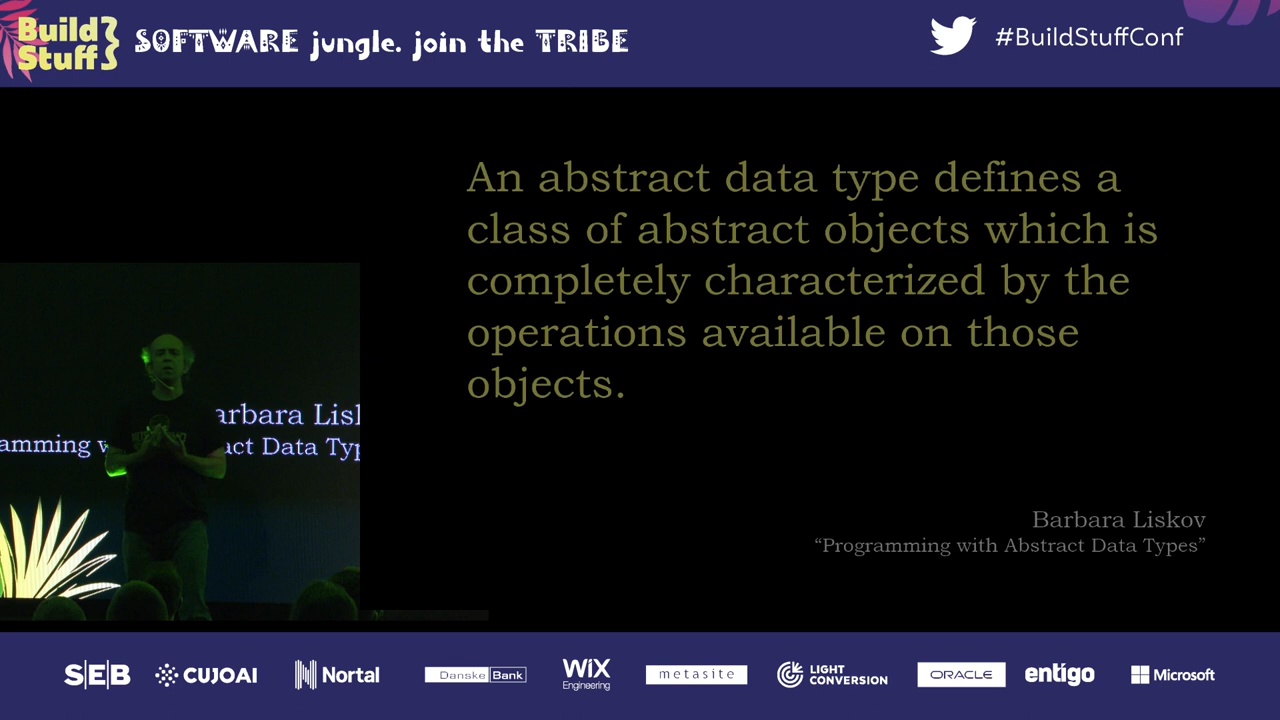 Build
Stuff
SOFTWARE jungle. join the TRIBE
#BuildStuffConf
An abstract data type defines a
class of abstract objects which is
completely characterized by the
operations available on those
objects.
arbara Lis
amming
act Data Typ
Barbara Liskov
“Programming with Abstract Data Types”
S|E|B
CUJOAI
Nortal
Danske Bank
WiX
Engineering
metasite
LIGHT
CONVERSION
ORACLE
entigo
Microsoft